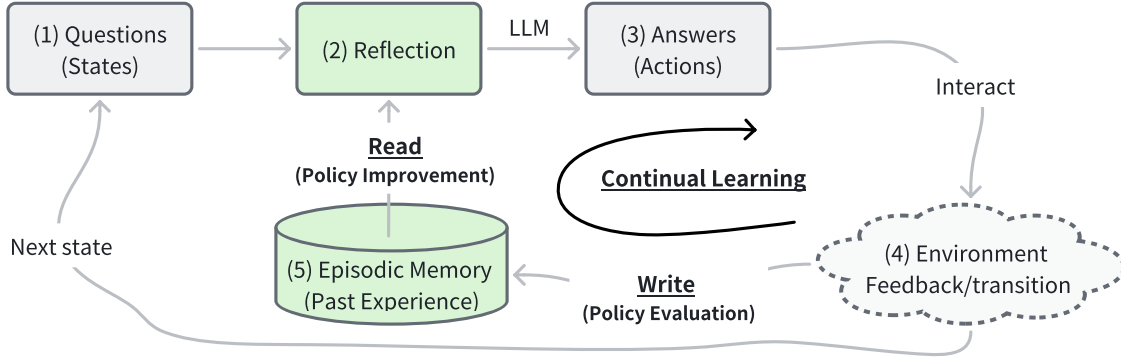 (1) Questions
(States)
(2) Reflection
LLM
(3) Answers
(Actions)
Interact
Read
(Policy Improvement)
Continual Learning
Next state
(5) Episodic Memory
(Past Experience)
Write
(Policy Evaluation)
(4) Environment
Feedback/transition